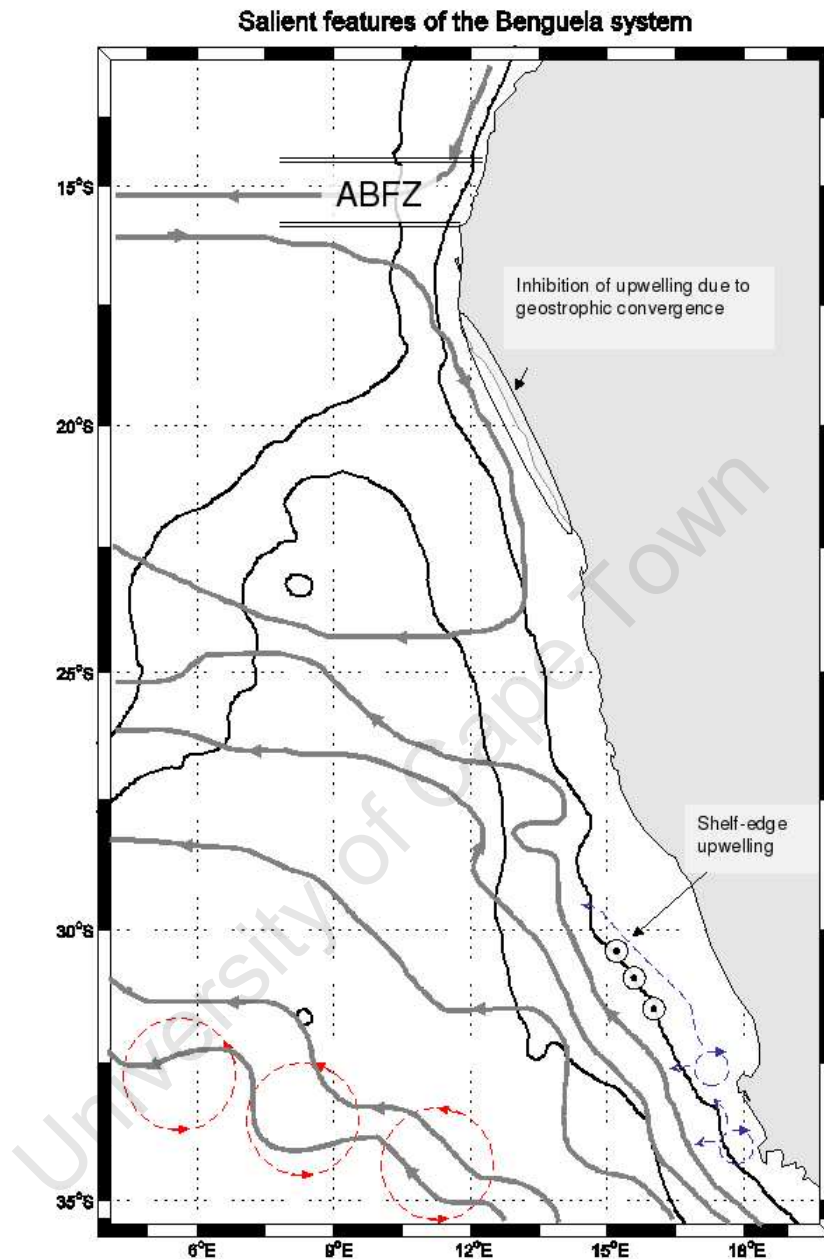 Salient features of the Benguela system
15°S
ABFZ
Inhibition of upwelling due to
geostrophic convergence
20°S
25°S
Shelf-edge
upwelling
30°S
35°S
6°E
9°E
12°E
15°E
18°E
University of Cape Town